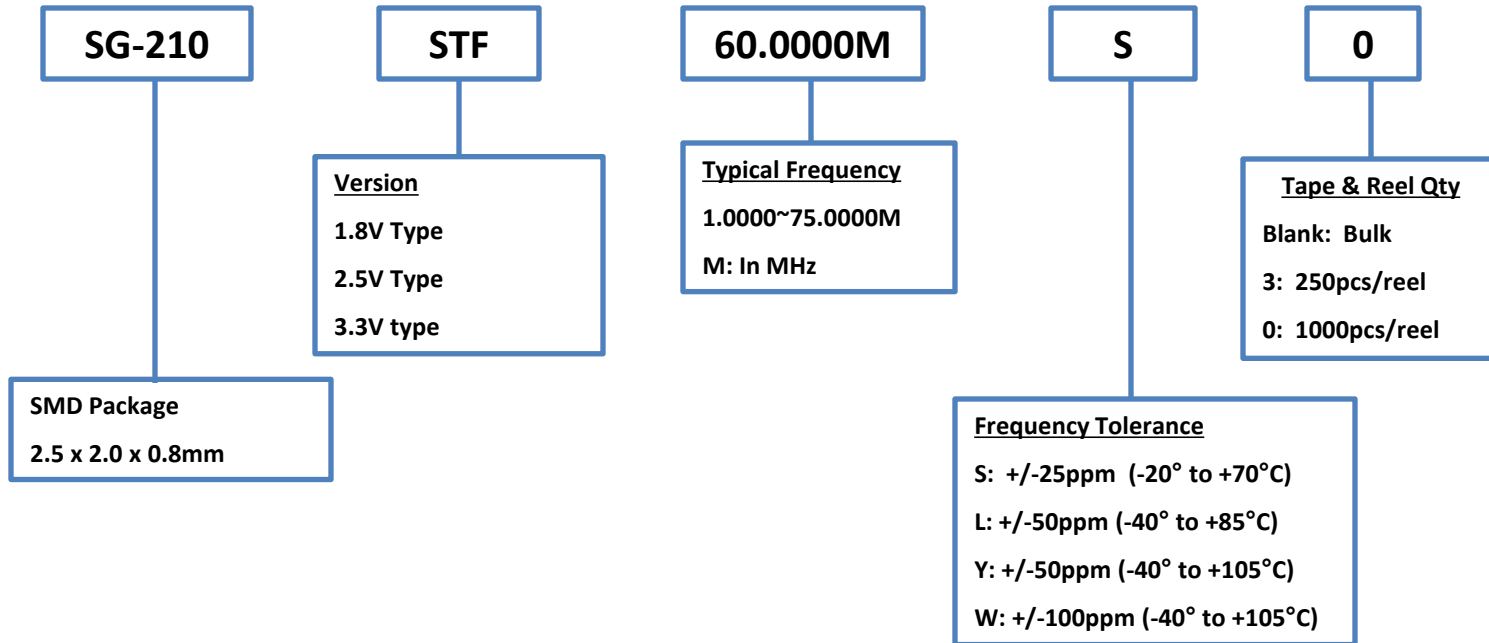 SG-210
STF
60.0000M
S
0
Version
1.8V Type
2.5V Type
3.3V type
Typical Frequency
1.0000~75.0000M
M: In MHz
Tape & Reel Qty
Blank: Bulk
3: 250pcs/reel
0: 1000pcs/reel
SMD Package
2.5 x 2.0 x 0.8mm
Frequency Tolerance
S: +/-25ppm (-20° to +70°C)
L: +/-50ppm (-40° to +85°C)
Y: +/-50ppm (-40° to +105°C)
W: +/-100ppm (-40° to +105°C)